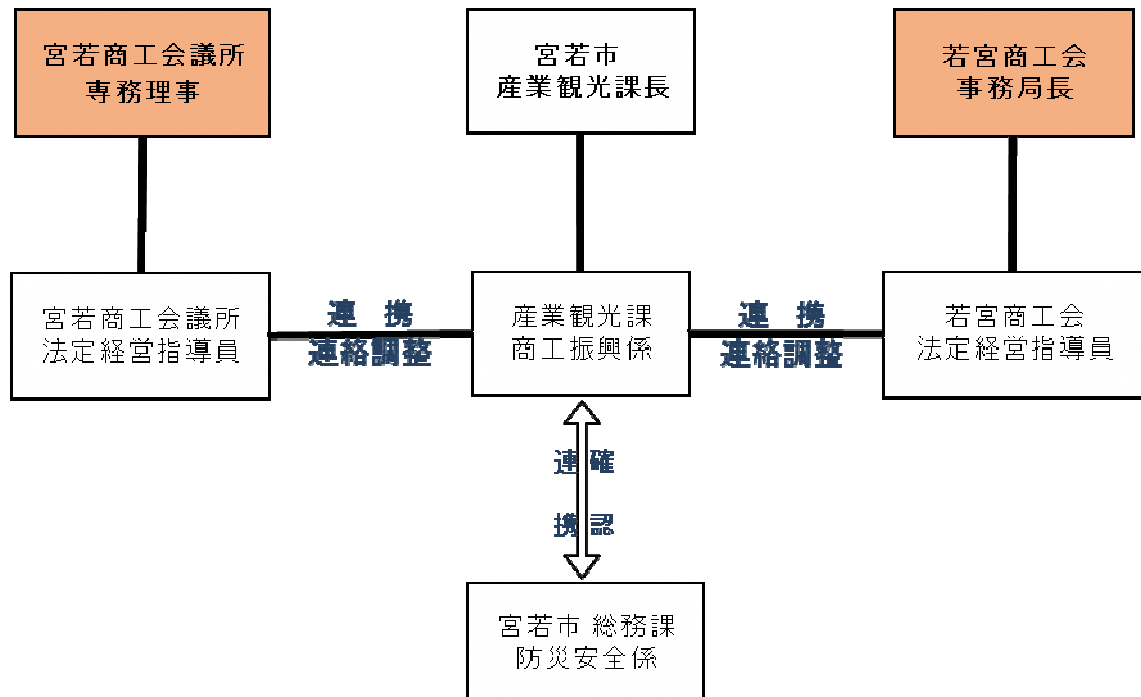 宮若商工会議所
専務理事
宮若市
産業観光課長
若宮商工会
事務局長
宮若商工会議所
法定経営指導員
連 携
連絡調整
産業観光課
商工振興係
連 携
連絡調整
若宮商工会
法定経営指導員
確認
連携
宮若市 総務課
防災安全係